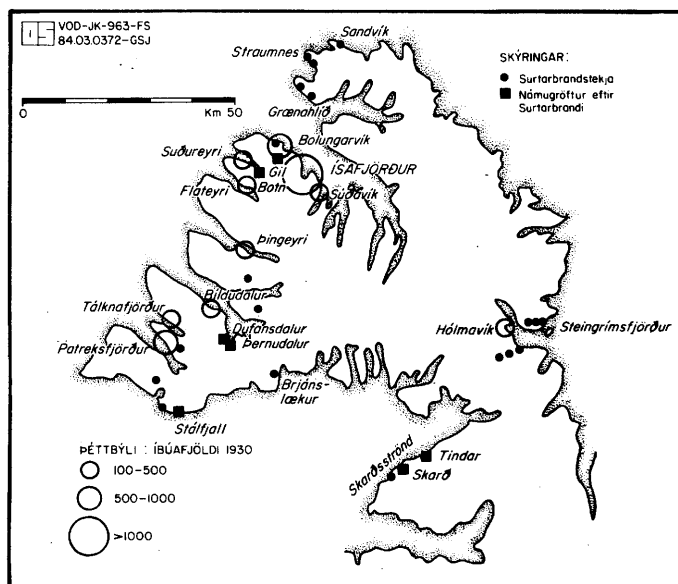 VOD-JK-963-FS
84.03.0372-GSJ
0 Km 50
SKÝRINGAR:
Surtarbrandstekja
Námugröftur eftir
Surtarbrandi
Sandvík
Straumnes
Grænahlíð
Bolungarvík
Suðureyri
Gil
ÍSAFJÖRÐUR
Botn
Flateyri
Súðavík
Þingeyri
Bíldudalur
Tálknafjörður
Dufansdalur
Þernudalur
Patreksfjörður
Hólmavík
Steingrímsfjörður
Brjáns-
lækur
Stálfjall
Skarðsströnd
Tindar
Skarð
ÞÉTTBÝLI : ÍBÚAFJÖLDI 1930
100-500
500-1000
>1000